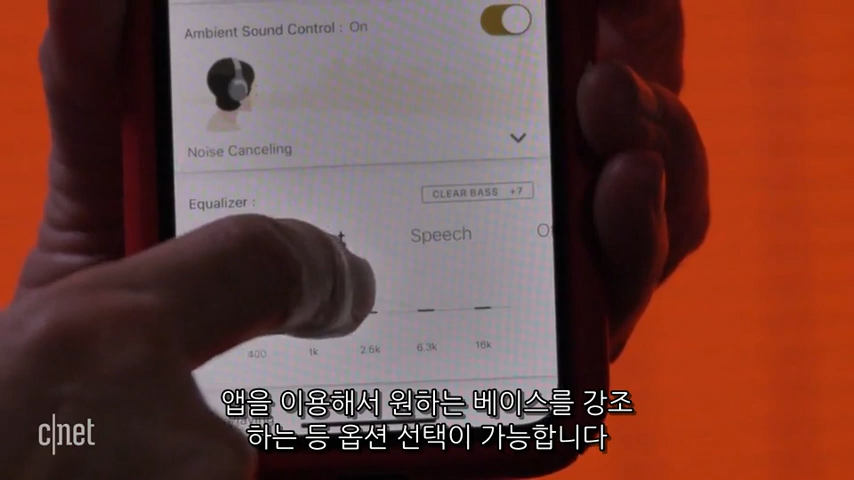 Ambient Sound Control : On
Noise Canceling
Equalizer :
CLEAR BASS +7
Speech
400 1k 2.5k 6.3k 16k
앱을 이용해서 원하는 베이스를 강조
하는 등 옵션 선택이 가능합니다
c|net